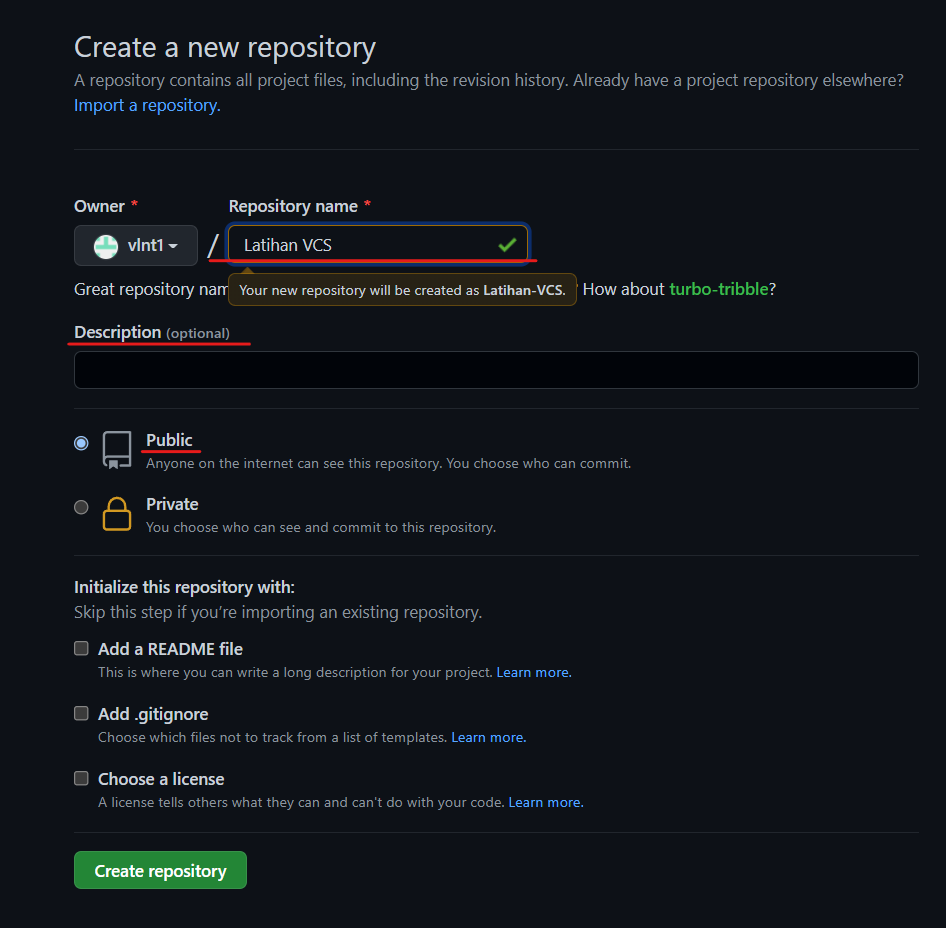 Create a new repository
A repository contains all project files, including the revision history. Already have a project repository elsewhere?
Import a repository.
Owner * Repository name *
vlnt1 / Latihan VCS
Great repository nam
Your new repository will be created as Latihan-VCS.
How about turbo-tribble?
Description (optional)
Public
Anyone on the internet can see this repository. You choose who can commit.
Private
You choose who can see and commit to this repository.
Initialize this repository with:
Skip this step if you’re importing an existing repository.
Add a README file
This is where you can write a long description for your project. Learn more.
Add .gitignore
Choose which files not to track from a list of templates. Learn more.
Choose a license
A license tells others what they can and can't do with your code. Learn more.
Create repository